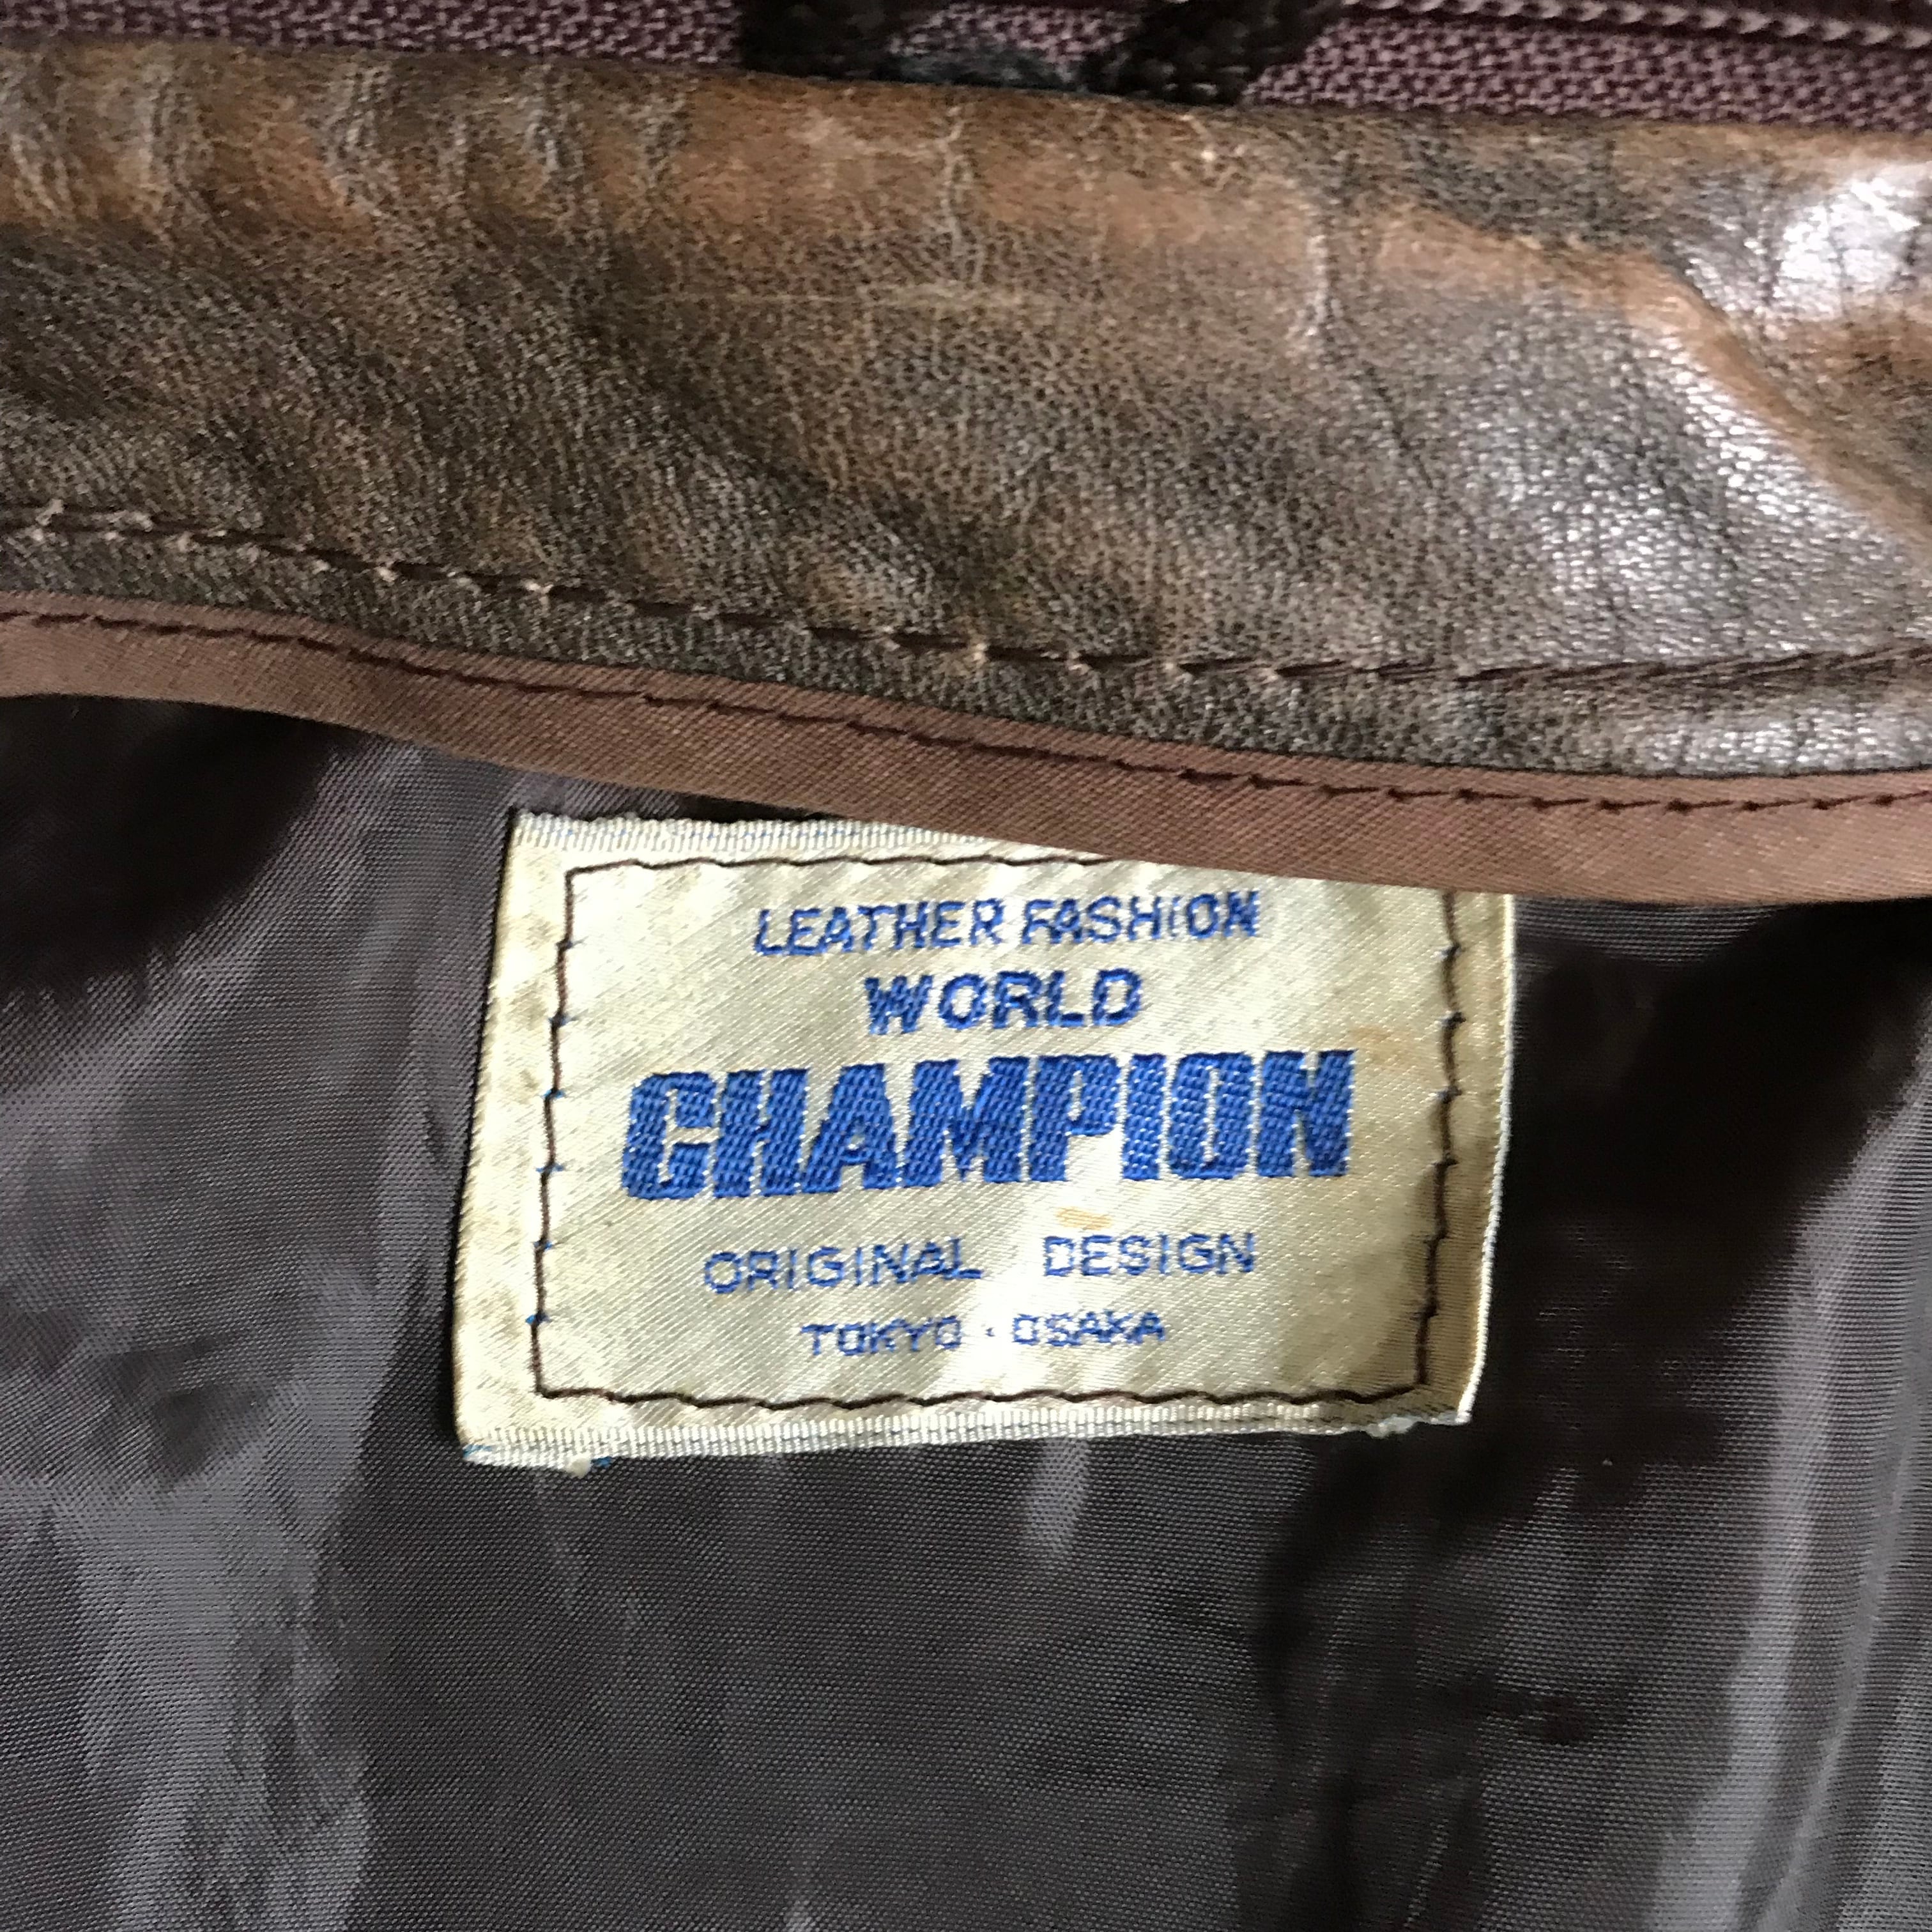 LEATHER FASHION
WORLD
CHAMPION
ORIGINAL DESIGN
TOKYO · OSAKA